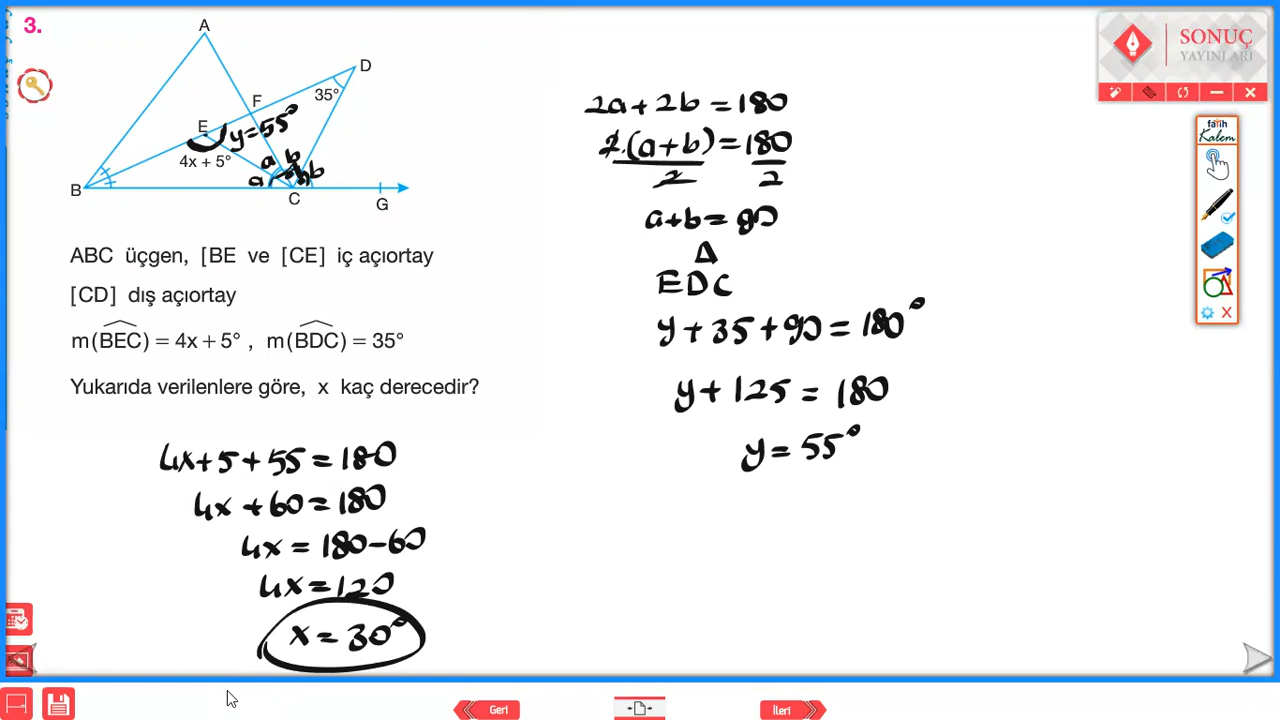 3.
A
D
F
35°
E
y=55°
4x + 5°
a b
a b
B
C
G
ABC üçgen, [BE ve [CE] iç açıortay
[CD] dış açıortay
m(BEC) = 4x + 5° , m(BDC) = 35°
Yukarıda verilenlere göre, x kaç derecedir?
4x+5+55=180
4x+60=180
4x=180-60
4x=120
x=30°
2a+2b=180
2.(a+b)=180
2 2
a+b=90
Δ
EDC
y+35+90=180°
y+125=180
y=55°
SONUÇ
YAYINLARI
fatih
Kalem
Geri
İleri